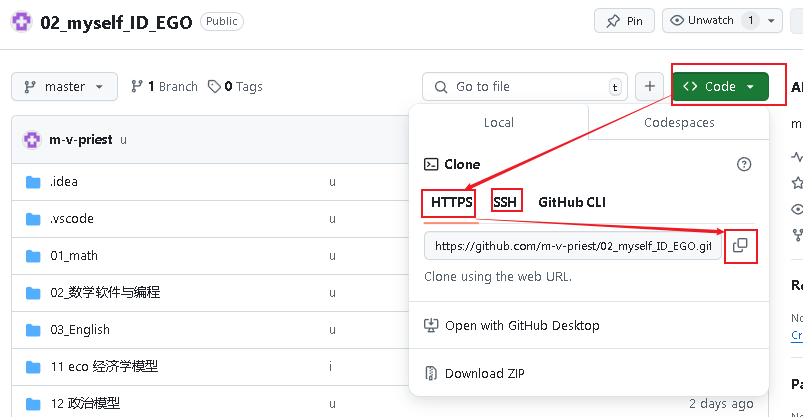 02_myself_ID_EGO Public Pin Unwatch 1
master 1 Branch 0 Tags Go to file t + Code
Local Codespaces
m-v-priest u
Clone
.idea u
HTTPS SSH GitHub CLI
.vscode u
https://github.com/m-v-priest/02_myself_ID_EGO.git
01_math u
Clone using the web URL.
02_数学软件与编程 u
03_English u
Open with GitHub Desktop
11 eco 经济学模型 i
Download ZIP
12 政治模型 u 2 days ago